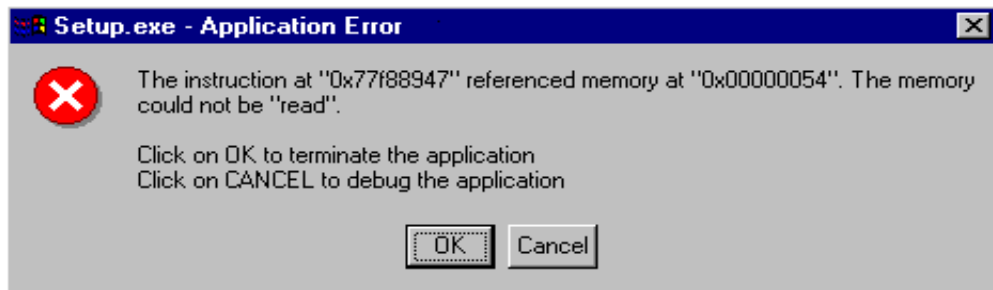 Setup.exe - Application Error
The instruction at "0x77f88947" referenced memory at "0x00000054". The memory
could not be "read".
Click on OK to terminate the application
Click on CANCEL to debug the application
OK Cancel